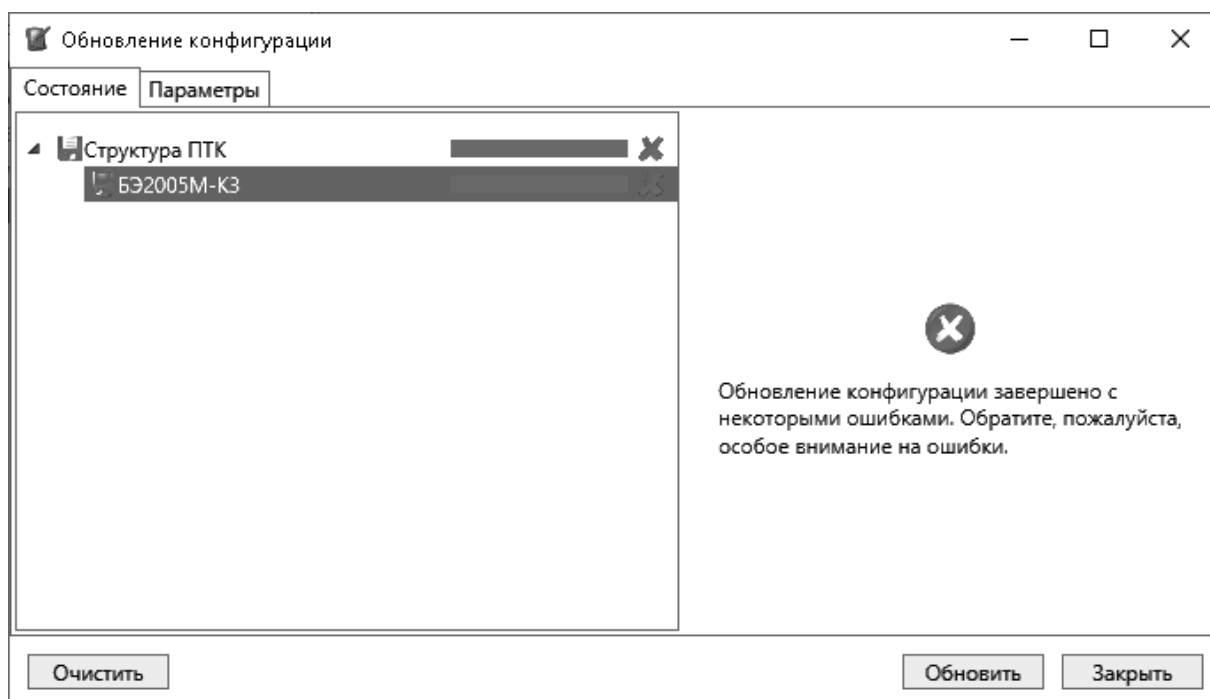 Обновление конфигурации
Состояние
Параметры
Структура ПТК
БЭ2005М-К3
Обновление конфигурации завершено с
некоторыми ошибками. Обратите, пожалуйста,
особое внимание на ошибки.
Очистить
Обновить
Закрыть